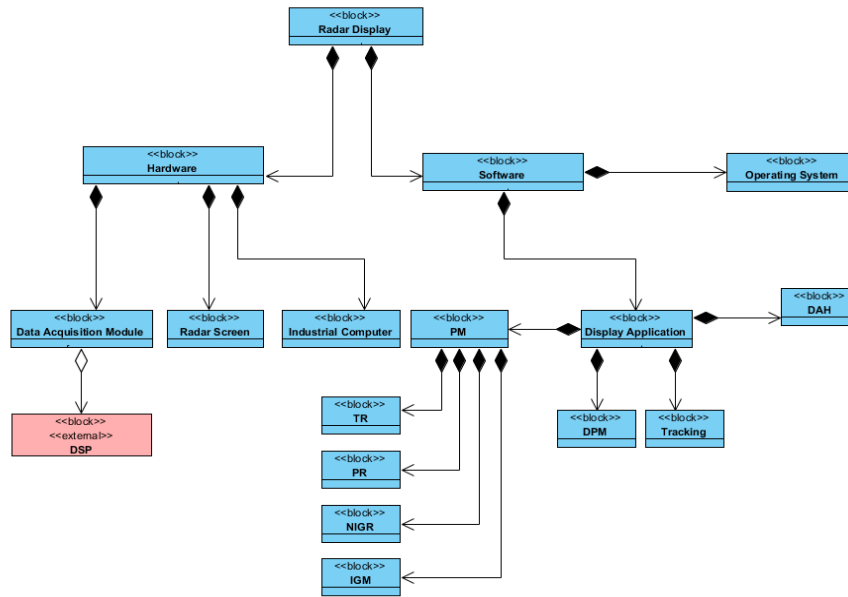 <<block>>
Radar Display
<<block>>
Hardware
<<block>>
Software
<<block>>
Operating System
<<block>>
Data Acquisition Module
<<block>>
Radar Screen
<<block>>
Industrial Computer
<<block>>
PM
<<block>>
Display Application
<<block>>
DAH
<<block>>
<<external>>
DSP
<<block>>
TR
<<block>>
DPM
<<block>>
Tracking
<<block>>
PR
<<block>>
NIGR
<<block>>
IGM